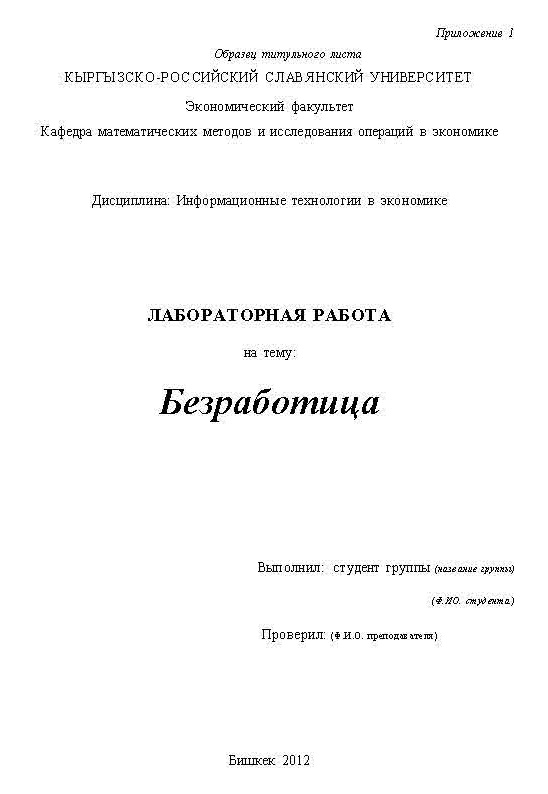 Приложение 1
Образец титульного листа
КЫРГЫЗСКО-РОССИЙСКИЙ СЛАВЯНСКИЙ УНИВЕРСИТЕТ
Экономический факультет
Кафедра математических методов и исследования операций в экономике
Дисциплина: Информационные технологии в экономике
ЛАБОРАТОРНАЯ РАБОТА
на тему:
Безработица
Выполнил: студент группы (название группы)
(Ф.ИО. студента.)
Проверил: (Ф.и.о. преподавателя)
Бишкек 2012